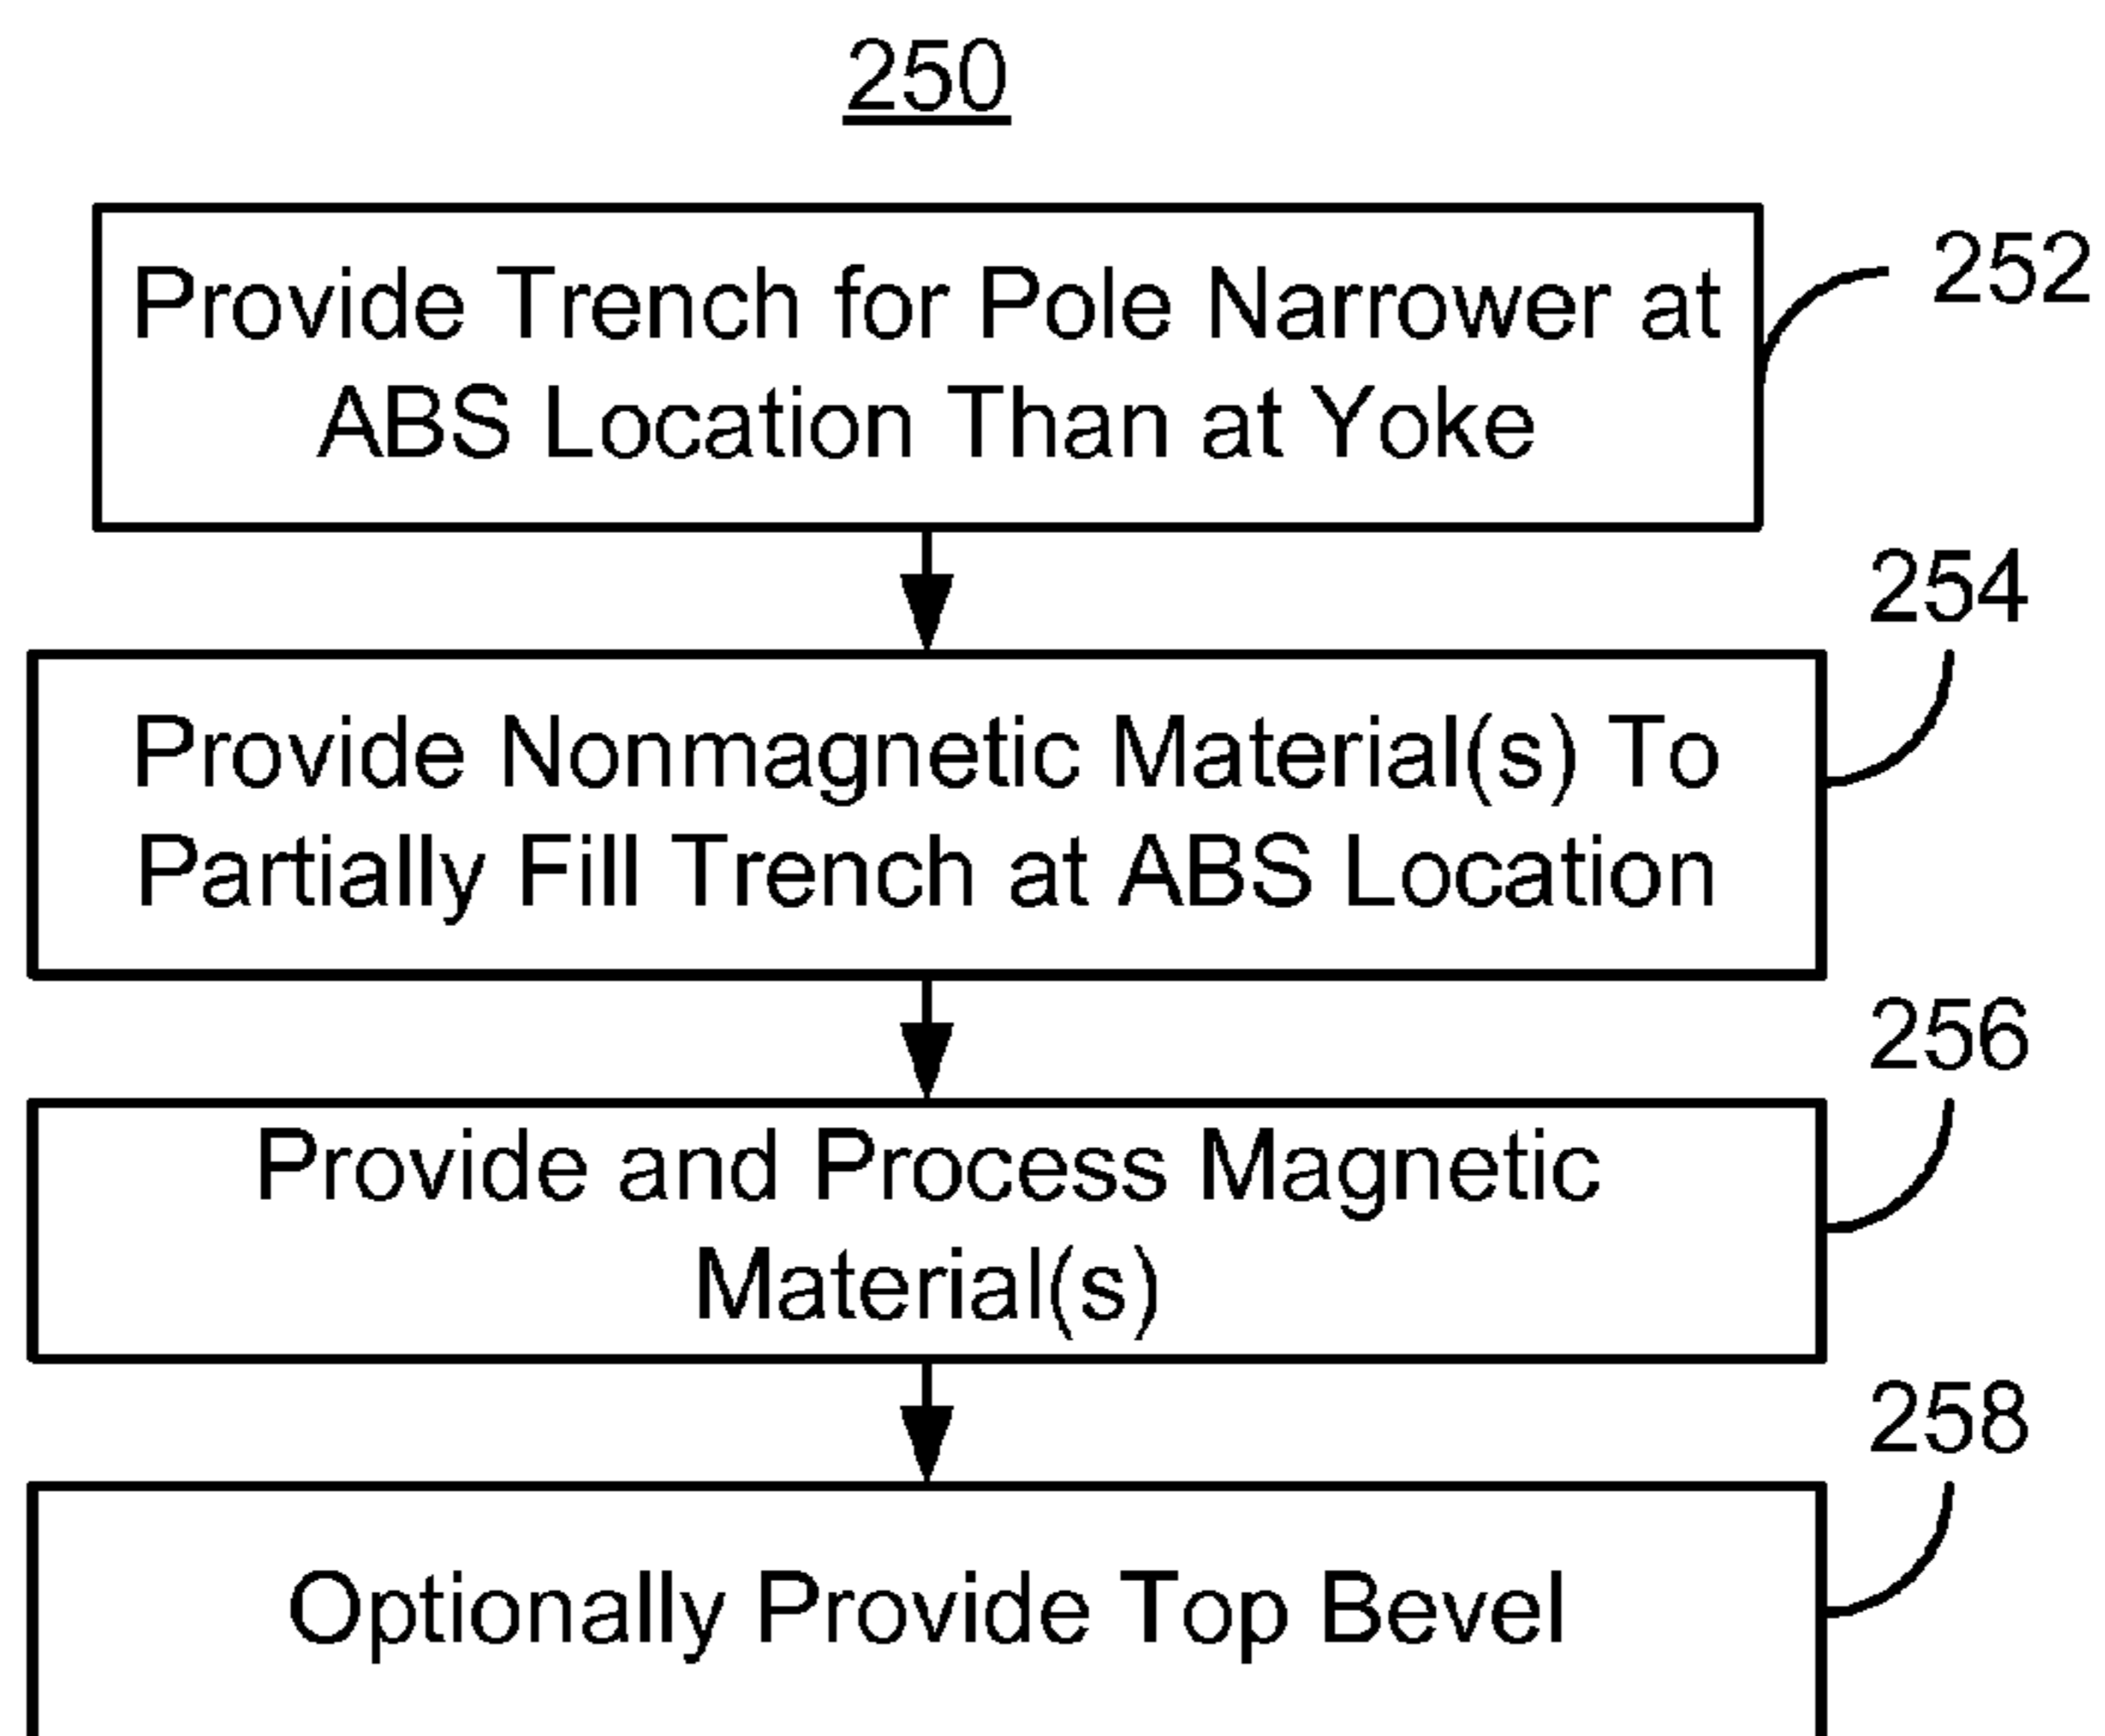 250
Provide Trench for Pole Narrower at
ABS Location Than at Yoke
252
254
Provide Nonmagnetic Material(s) To
Partially Fill Trench at ABS Location
256
Provide and Process Magnetic
Material(s)
258
Optionally Provide Top Bevel